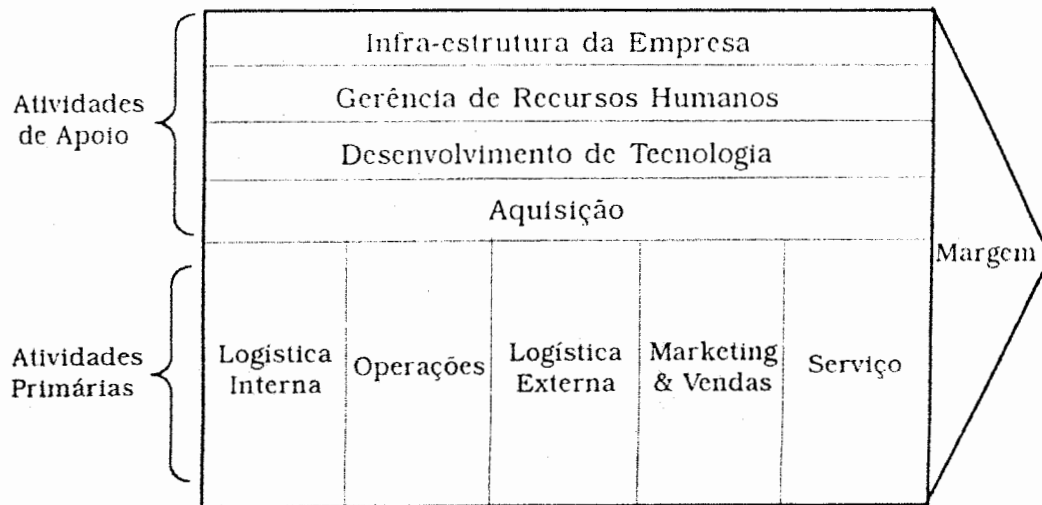 Infra-estrutura da Empresa
Gerência de Recursos Humanos
Atividades
de Apoio
Desenvolvimento de Tecnologia
Aquisição
Margem
Atividades
Primárias
Logística
Interna
Operações
Logística
Externa
Marketing
& Vendas
Serviço